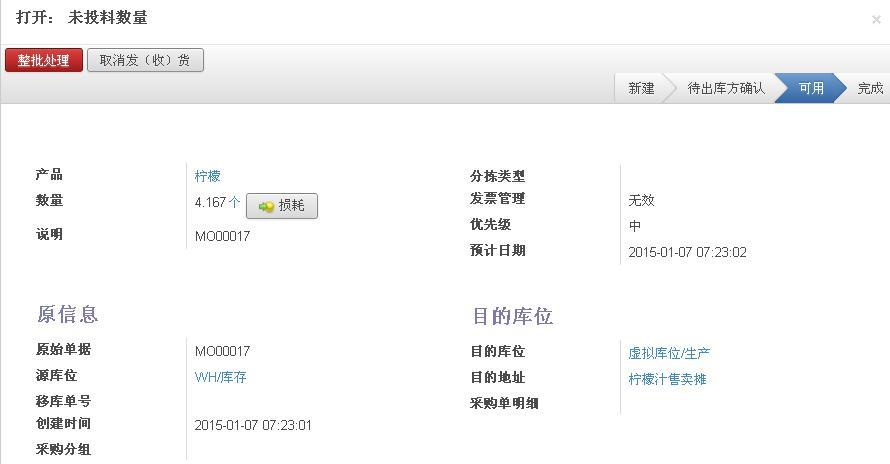 打开： 未投料数量
×
整批处理 取消发（收）货
新建 待出库方确认 可用 完成
产品 柠檬
数量 4.167 个 损耗
说明 MO00017
分拣类型
发票管理 无效
优先级 中
预计日期 2015-01-07 07:23:02
原信息
原始单据 MO00017
源库位 WH/库存
移库单号
创建时间 2015-01-07 07:23:01
采购分组
目的库位
目的库位 虚拟库位/生产
目的地址 柠檬汁售卖摊
采购单明细